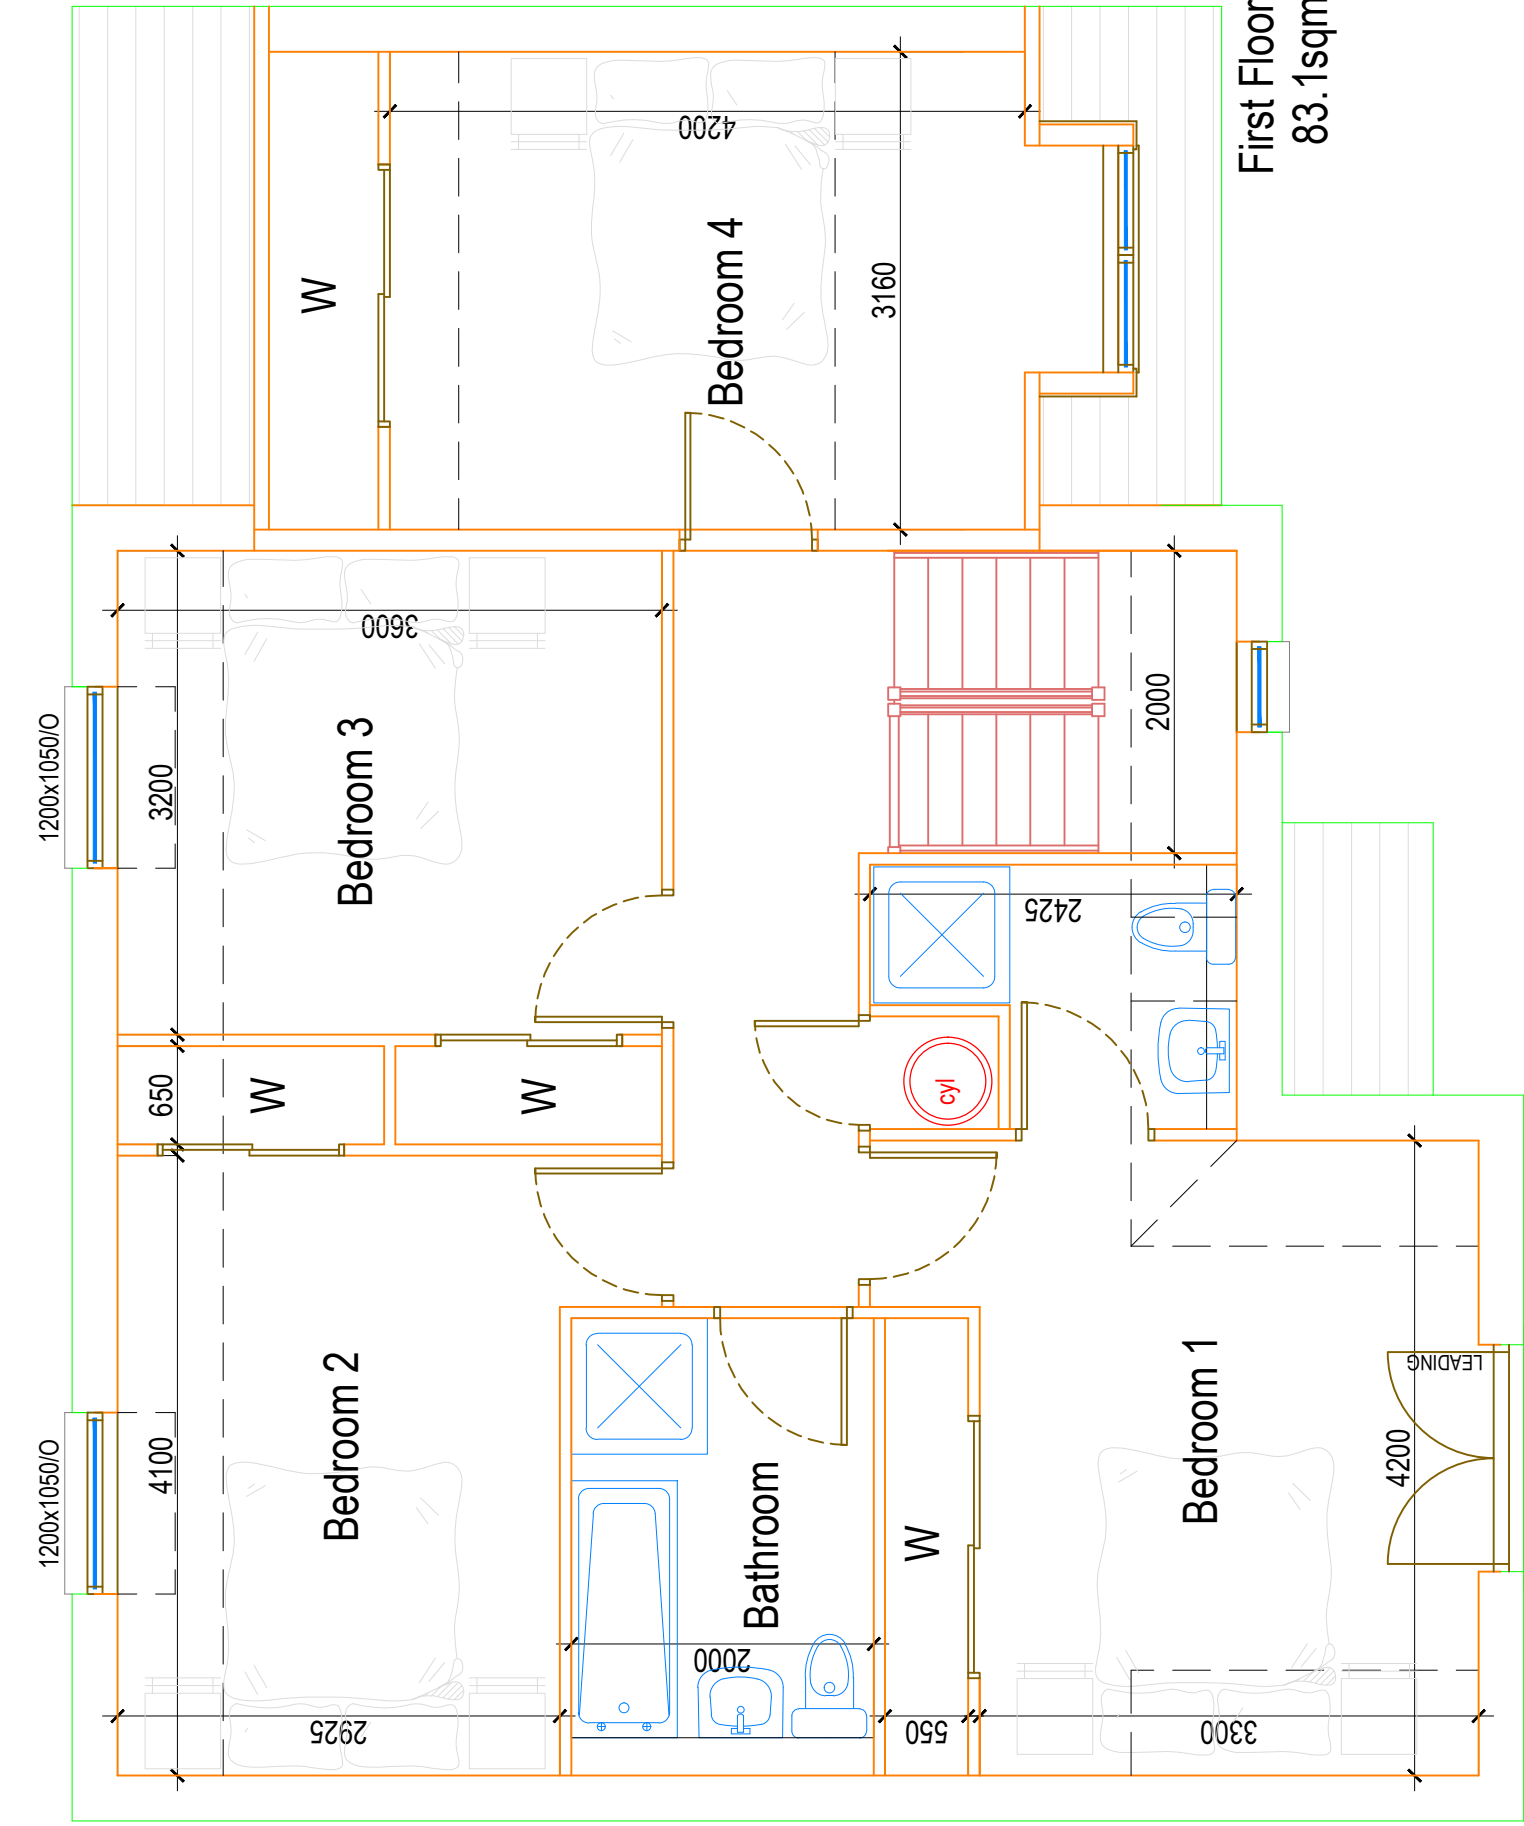 First Floor
83.1sqm
1200x1050/O
1200x1050/O
4100
650
3200
2925
3600
W
W
W
Bedroom 2
Bedroom 3
4200
Bathroom
2000
Bedroom 4
3160
W
550
cyl
2425
2000
Bedroom 1
3300
4200
LEADING